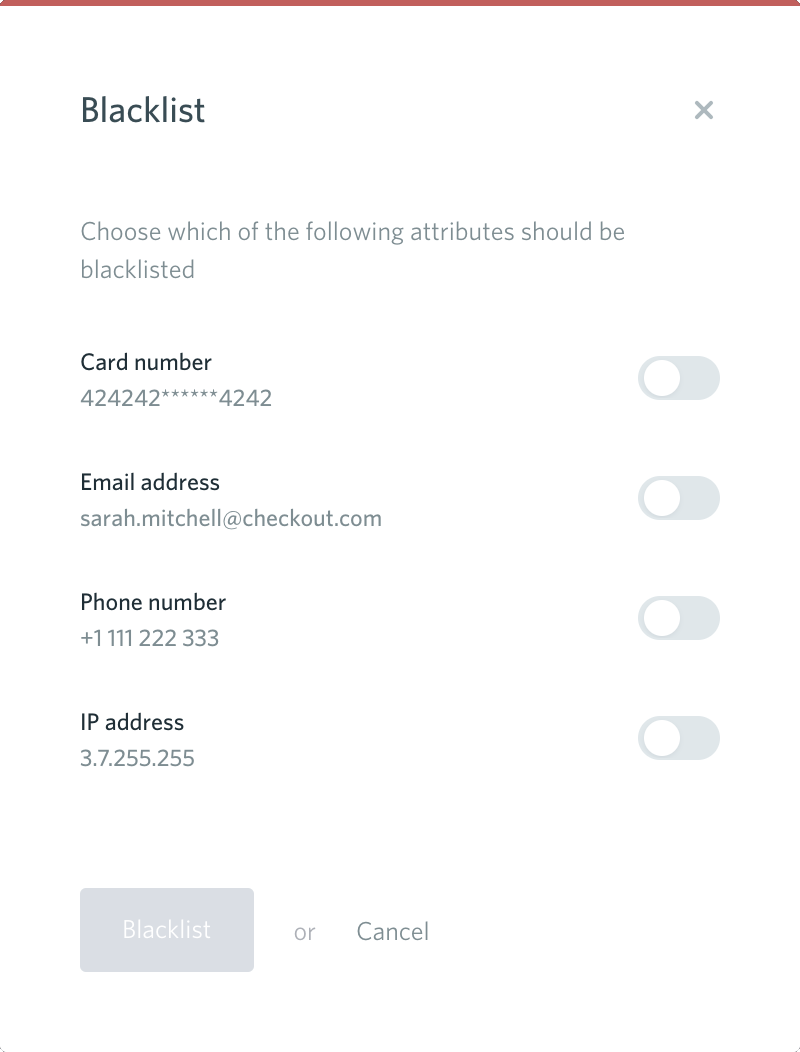 Blacklist
Choose which of the following attributes should be
blacklisted
Card number
424242******4242
Email address
sarah.mitchell@checkout.com
Phone number
+1 111 222 333
IP address
3.7.255.255
Blacklist or Cancel